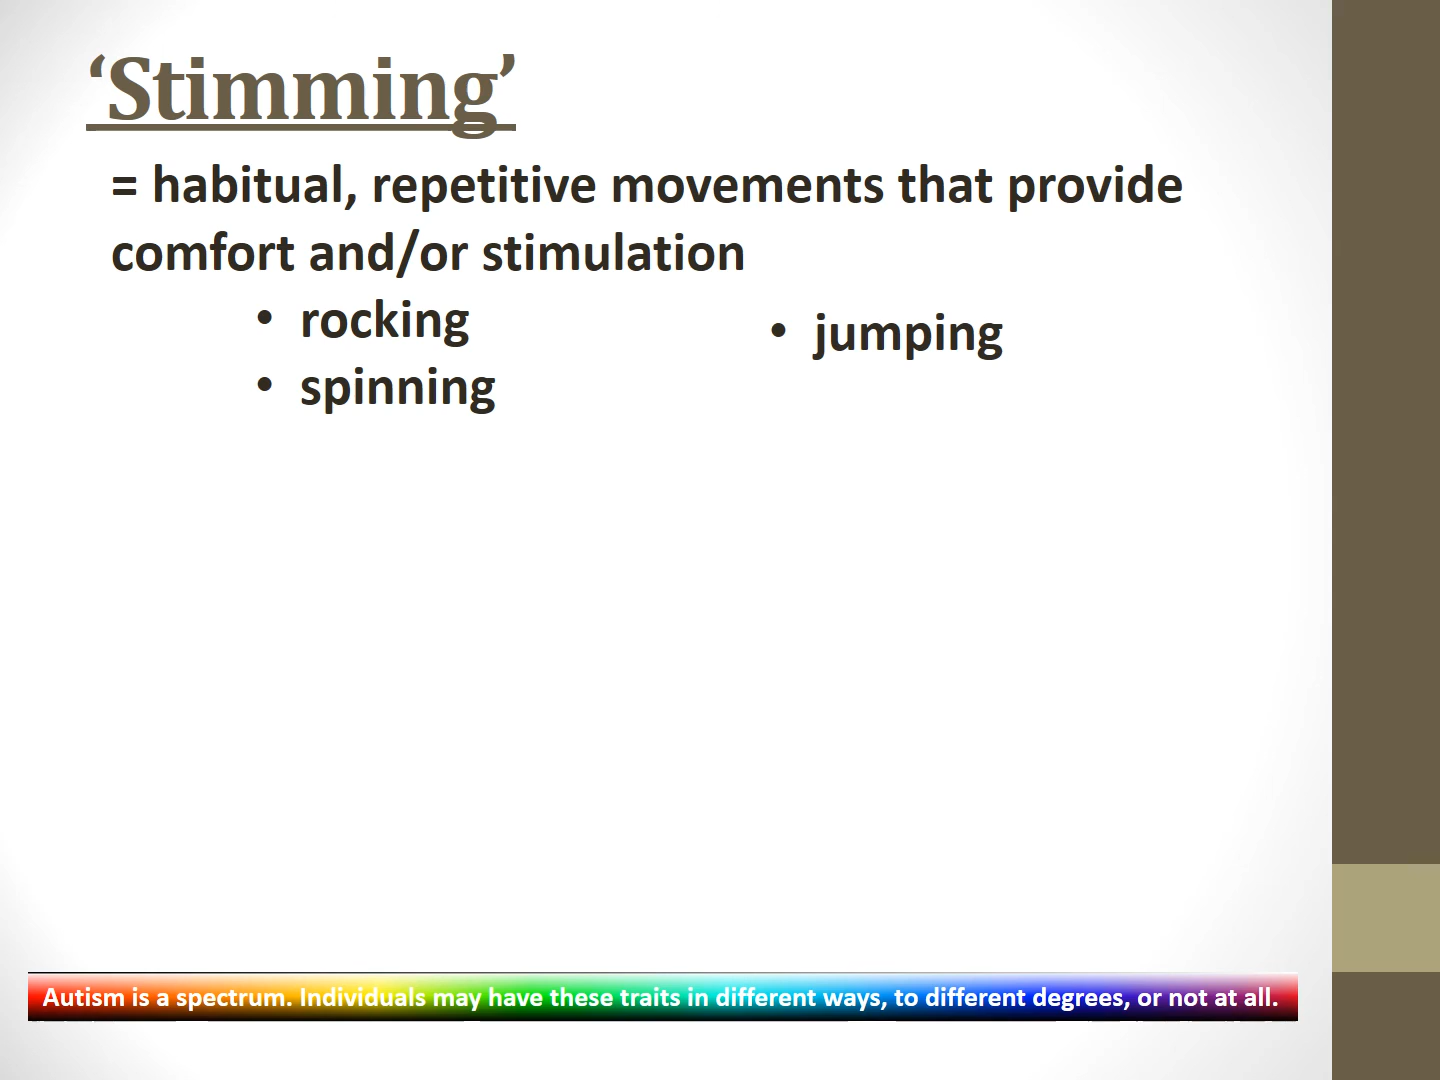 ‘Stimming’
= habitual, repetitive movements that provide
comfort and/or stimulation
• rocking
• spinning
• jumping
Autism is a spectrum. Individuals may have these traits in different ways, to different degrees, or not at all.